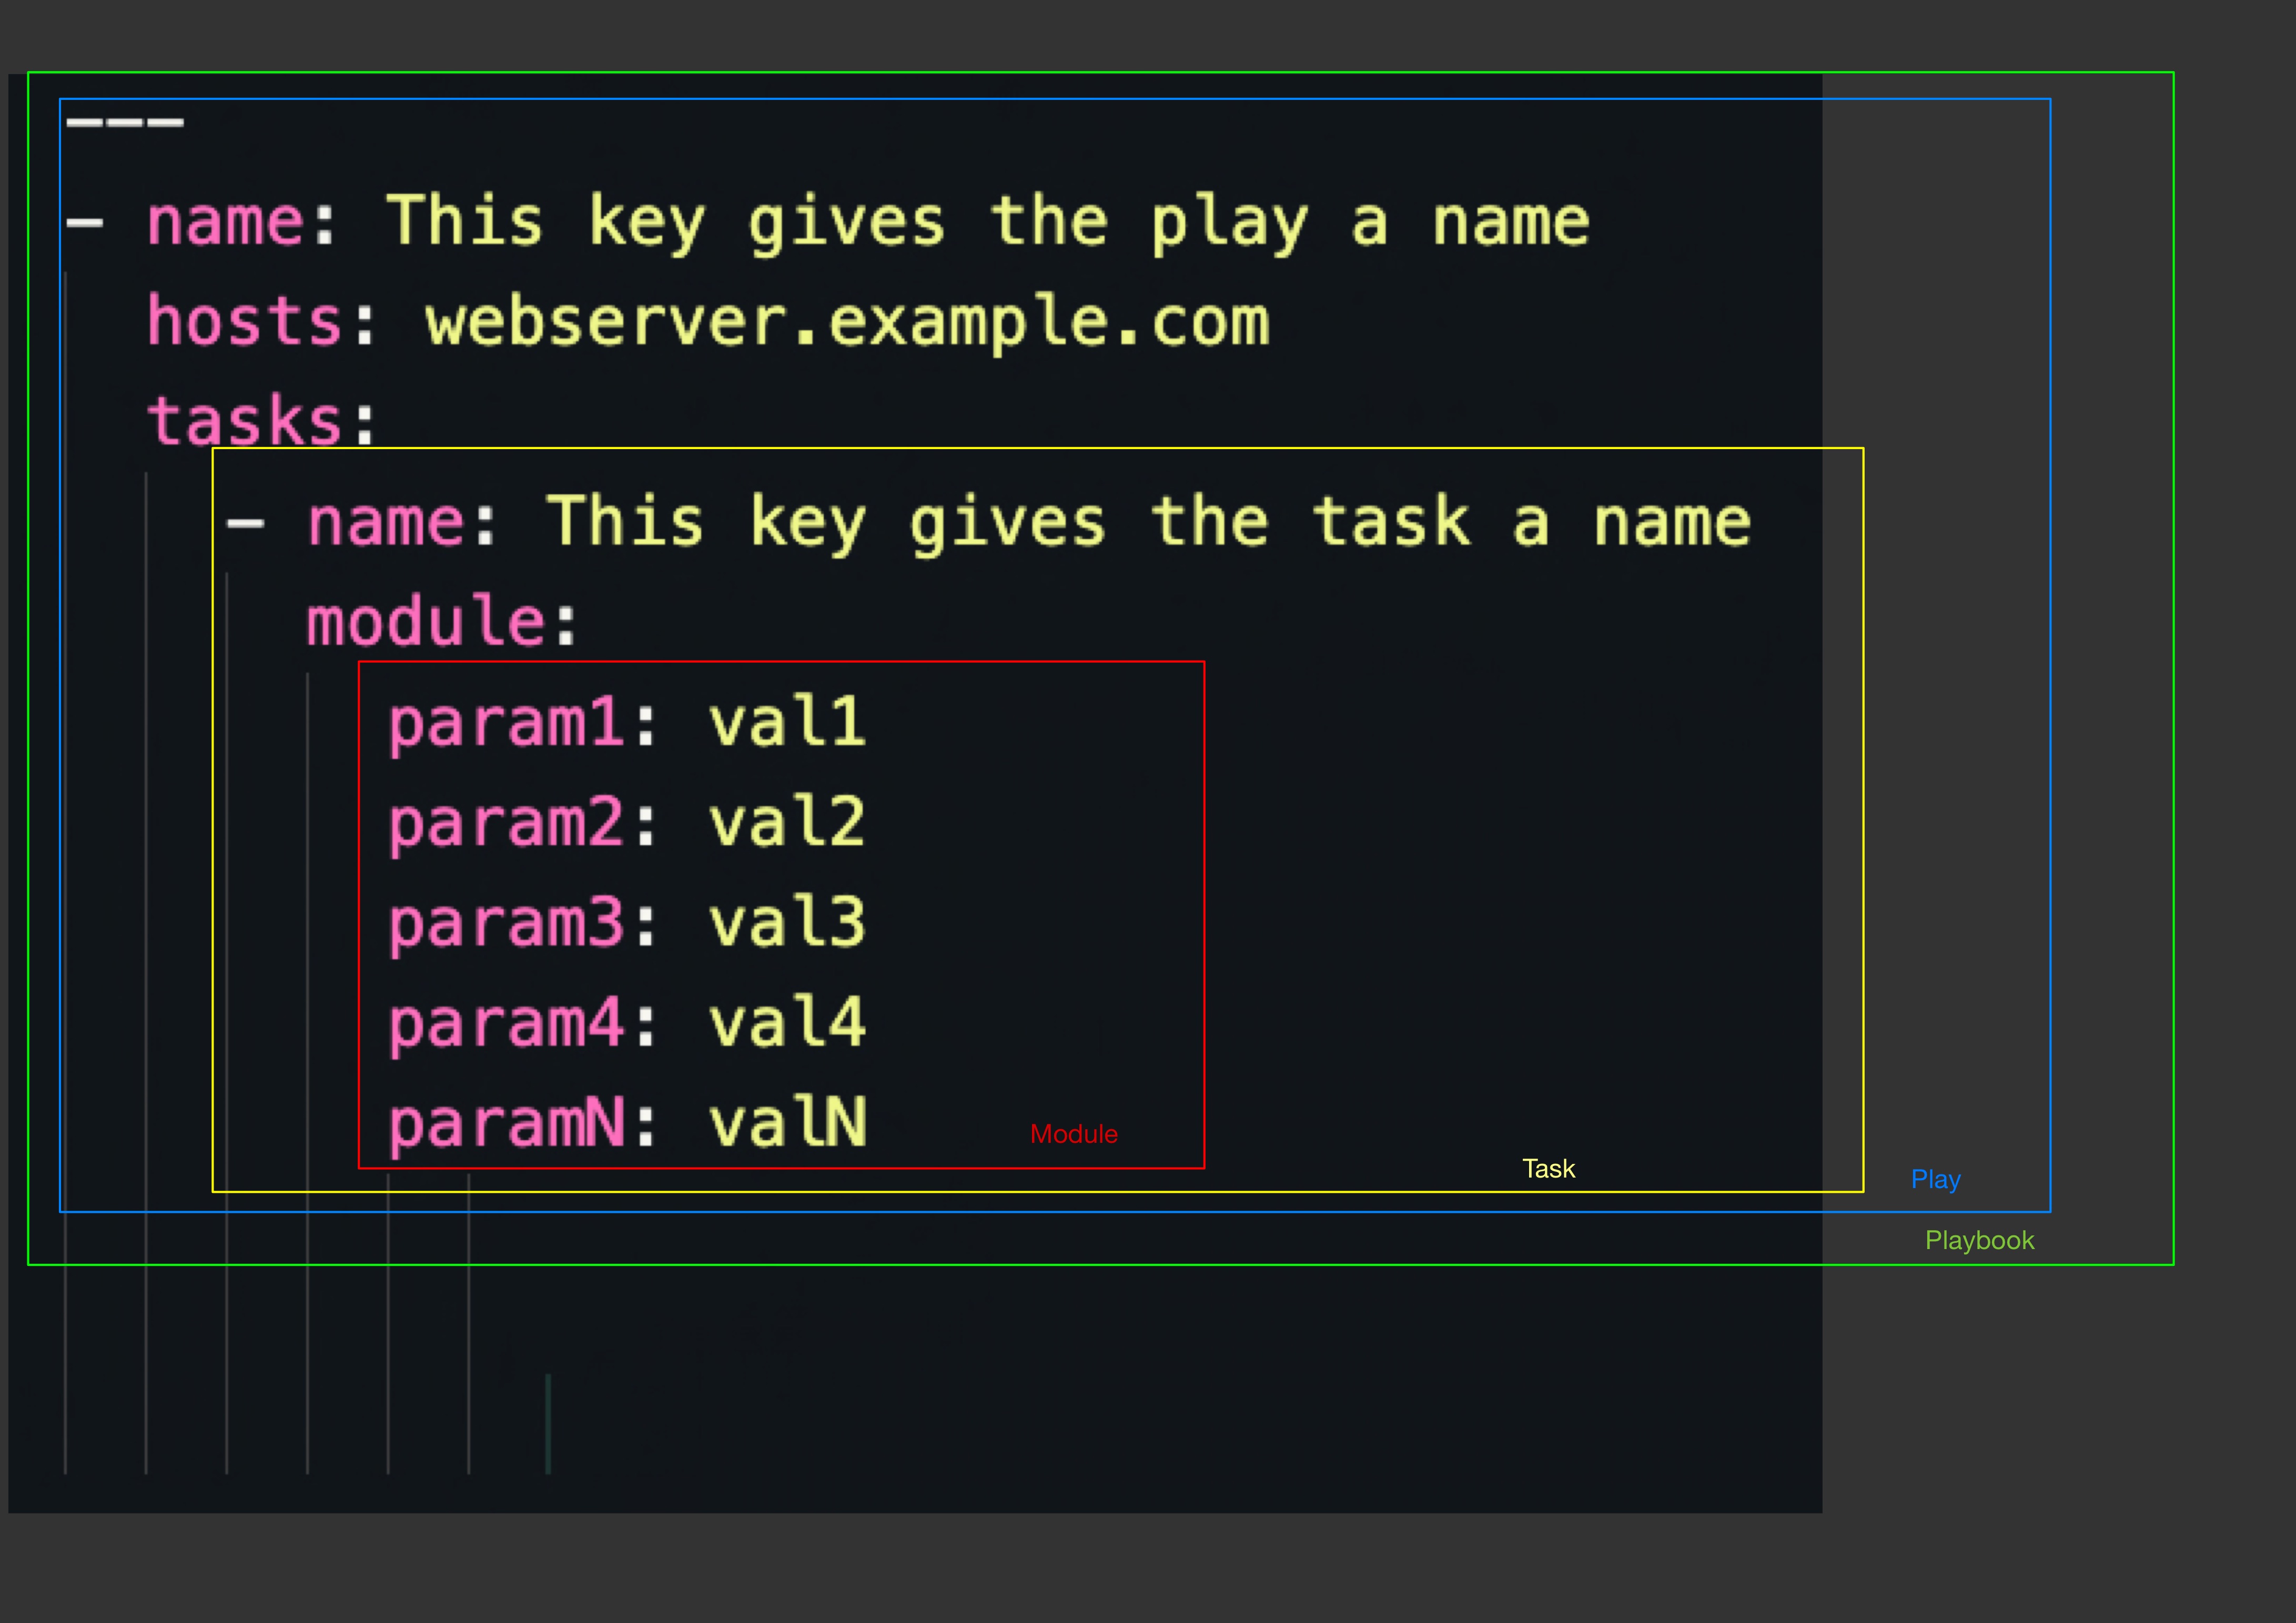 ---
- name: This key gives the play a name
hosts: webserver.example.com
tasks:
- name: This key gives the task a name
module:
param1: val1
param2: val2
param3: val3
param4: val4
paramN: valN
Module
Task
Play
Playbook